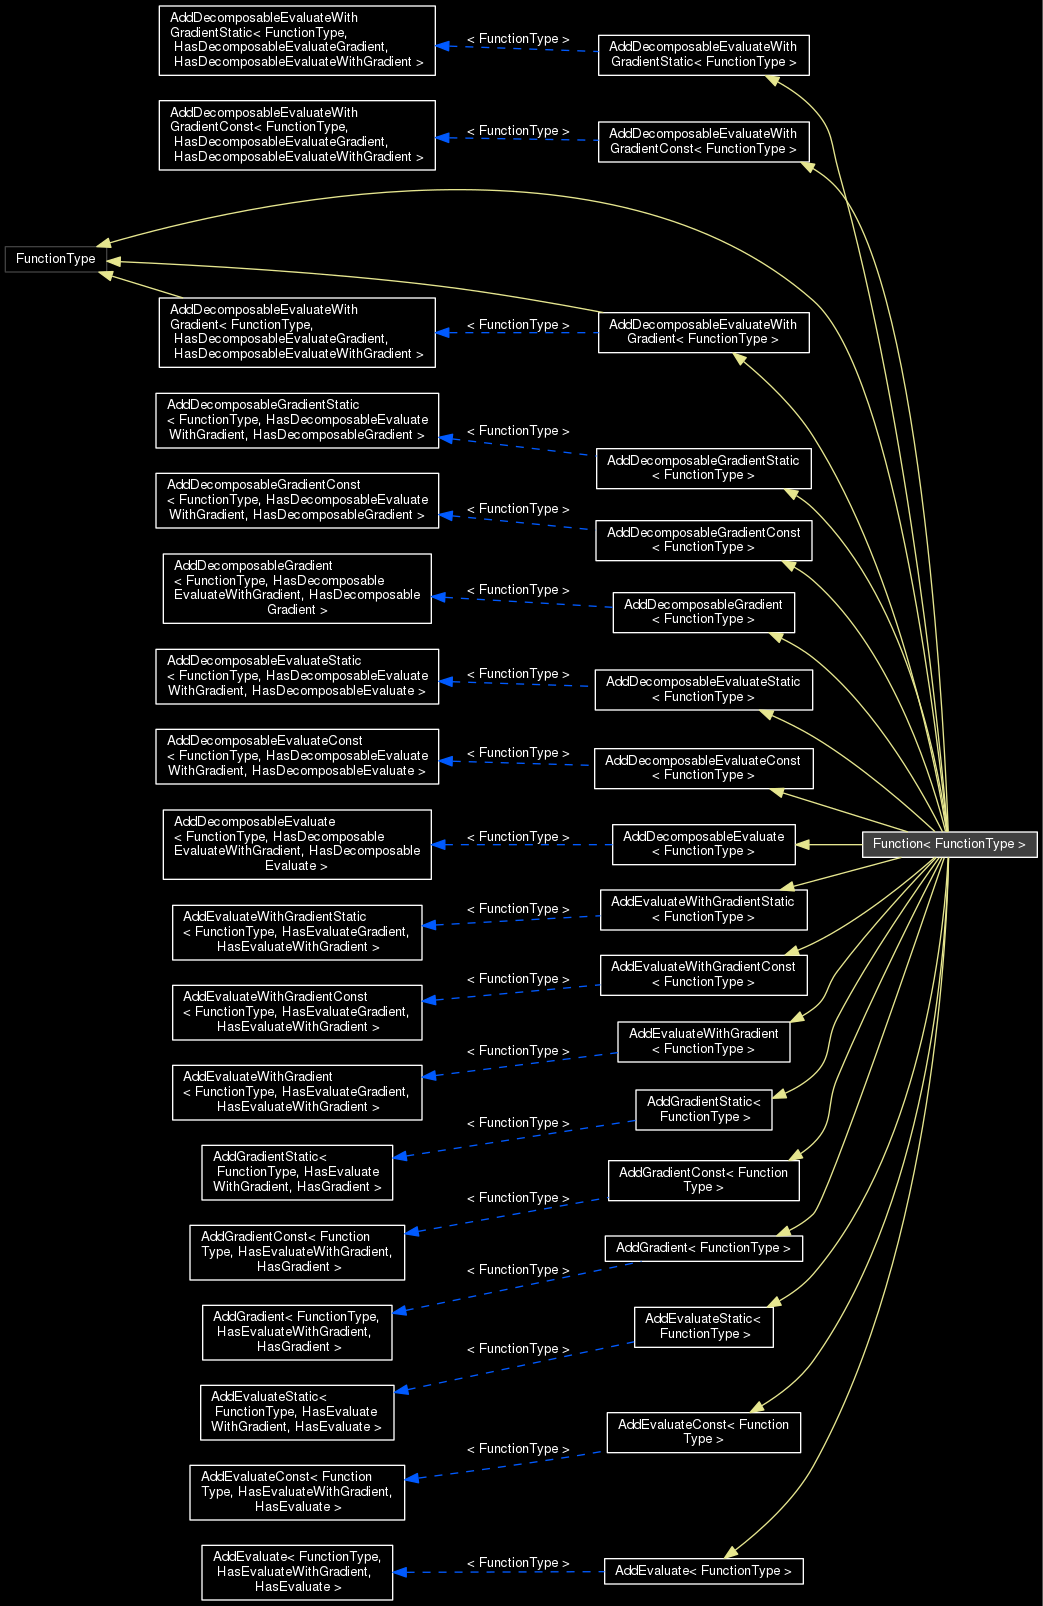 AddDecomposableEvaluateWith
GradientStatic< FunctionType,
HasDecomposableEvaluateGradient,
HasDecomposableEvaluateWithGradient >
< FunctionType >
AddDecomposableEvaluateWith
GradientStatic< FunctionType >
AddDecomposableEvaluateWith
GradientConst< FunctionType,
HasDecomposableEvaluateGradient,
HasDecomposableEvaluateWithGradient >
< FunctionType >
AddDecomposableEvaluateWith
GradientConst< FunctionType >
FunctionType
AddDecomposableEvaluateWith
Gradient< FunctionType,
HasDecomposableEvaluateGradient,
HasDecomposableEvaluateWithGradient >
< FunctionType >
AddDecomposableEvaluateWith
Gradient< FunctionType >
AddDecomposableGradientStatic
< FunctionType, HasDecomposableEvaluate
WithGradient, HasDecomposableGradient >
< FunctionType >
AddDecomposableGradientStatic
< FunctionType >
AddDecomposableGradientConst
< FunctionType, HasDecomposableEvaluate
WithGradient, HasDecomposableGradient >
< FunctionType >
AddDecomposableGradientConst
< FunctionType >
AddDecomposableGradient
< FunctionType, HasDecomposable
EvaluateWithGradient, HasDecomposable
Gradient >
< FunctionType >
AddDecomposableGradient
< FunctionType >
AddDecomposableEvaluateStatic
< FunctionType, HasDecomposableEvaluate
WithGradient, HasDecomposableEvaluate >
< FunctionType >
AddDecomposableEvaluateStatic
< FunctionType >
AddDecomposableEvaluateConst
< FunctionType, HasDecomposableEvaluate
WithGradient, HasDecomposableEvaluate >
< FunctionType >
AddDecomposableEvaluateConst
< FunctionType >
AddDecomposableEvaluate
< FunctionType, HasDecomposable
EvaluateWithGradient, HasDecomposable
Evaluate >
< FunctionType >
AddDecomposableEvaluate
< FunctionType >
Function< FunctionType >
AddEvaluateWithGradientStatic
< FunctionType, HasEvaluateGradient,
HasEvaluateWithGradient >
< FunctionType >
AddEvaluateWithGradientStatic
< FunctionType >
AddEvaluateWithGradientConst
< FunctionType, HasEvaluateGradient,
HasEvaluateWithGradient >
< FunctionType >
AddEvaluateWithGradientConst
< FunctionType >
AddEvaluateWithGradient
< FunctionType, HasEvaluateGradient,
HasEvaluateWithGradient >
< FunctionType >
AddEvaluateWithGradient
< FunctionType >
AddGradientStatic<
FunctionType, HasEvaluate
WithGradient, HasGradient >
< FunctionType >
AddGradientStatic<
FunctionType >
AddGradientConst< Function
Type, HasEvaluateWithGradient,
HasGradient >
< FunctionType >
AddGradientConst< Function
Type >
AddGradient< FunctionType,
HasEvaluateWithGradient,
HasGradient >
< FunctionType >
AddGradient< FunctionType >
AddEvaluateStatic<
FunctionType, HasEvaluate
WithGradient, HasEvaluate >
< FunctionType >
AddEvaluateStatic<
FunctionType >
AddEvaluateConst< Function
Type, HasEvaluateWithGradient,
HasEvaluate >
< FunctionType >
AddEvaluateConst< Function
Type >
AddEvaluate< FunctionType,
HasEvaluateWithGradient,
HasEvaluate >
< FunctionType >
AddEvaluate< FunctionType >